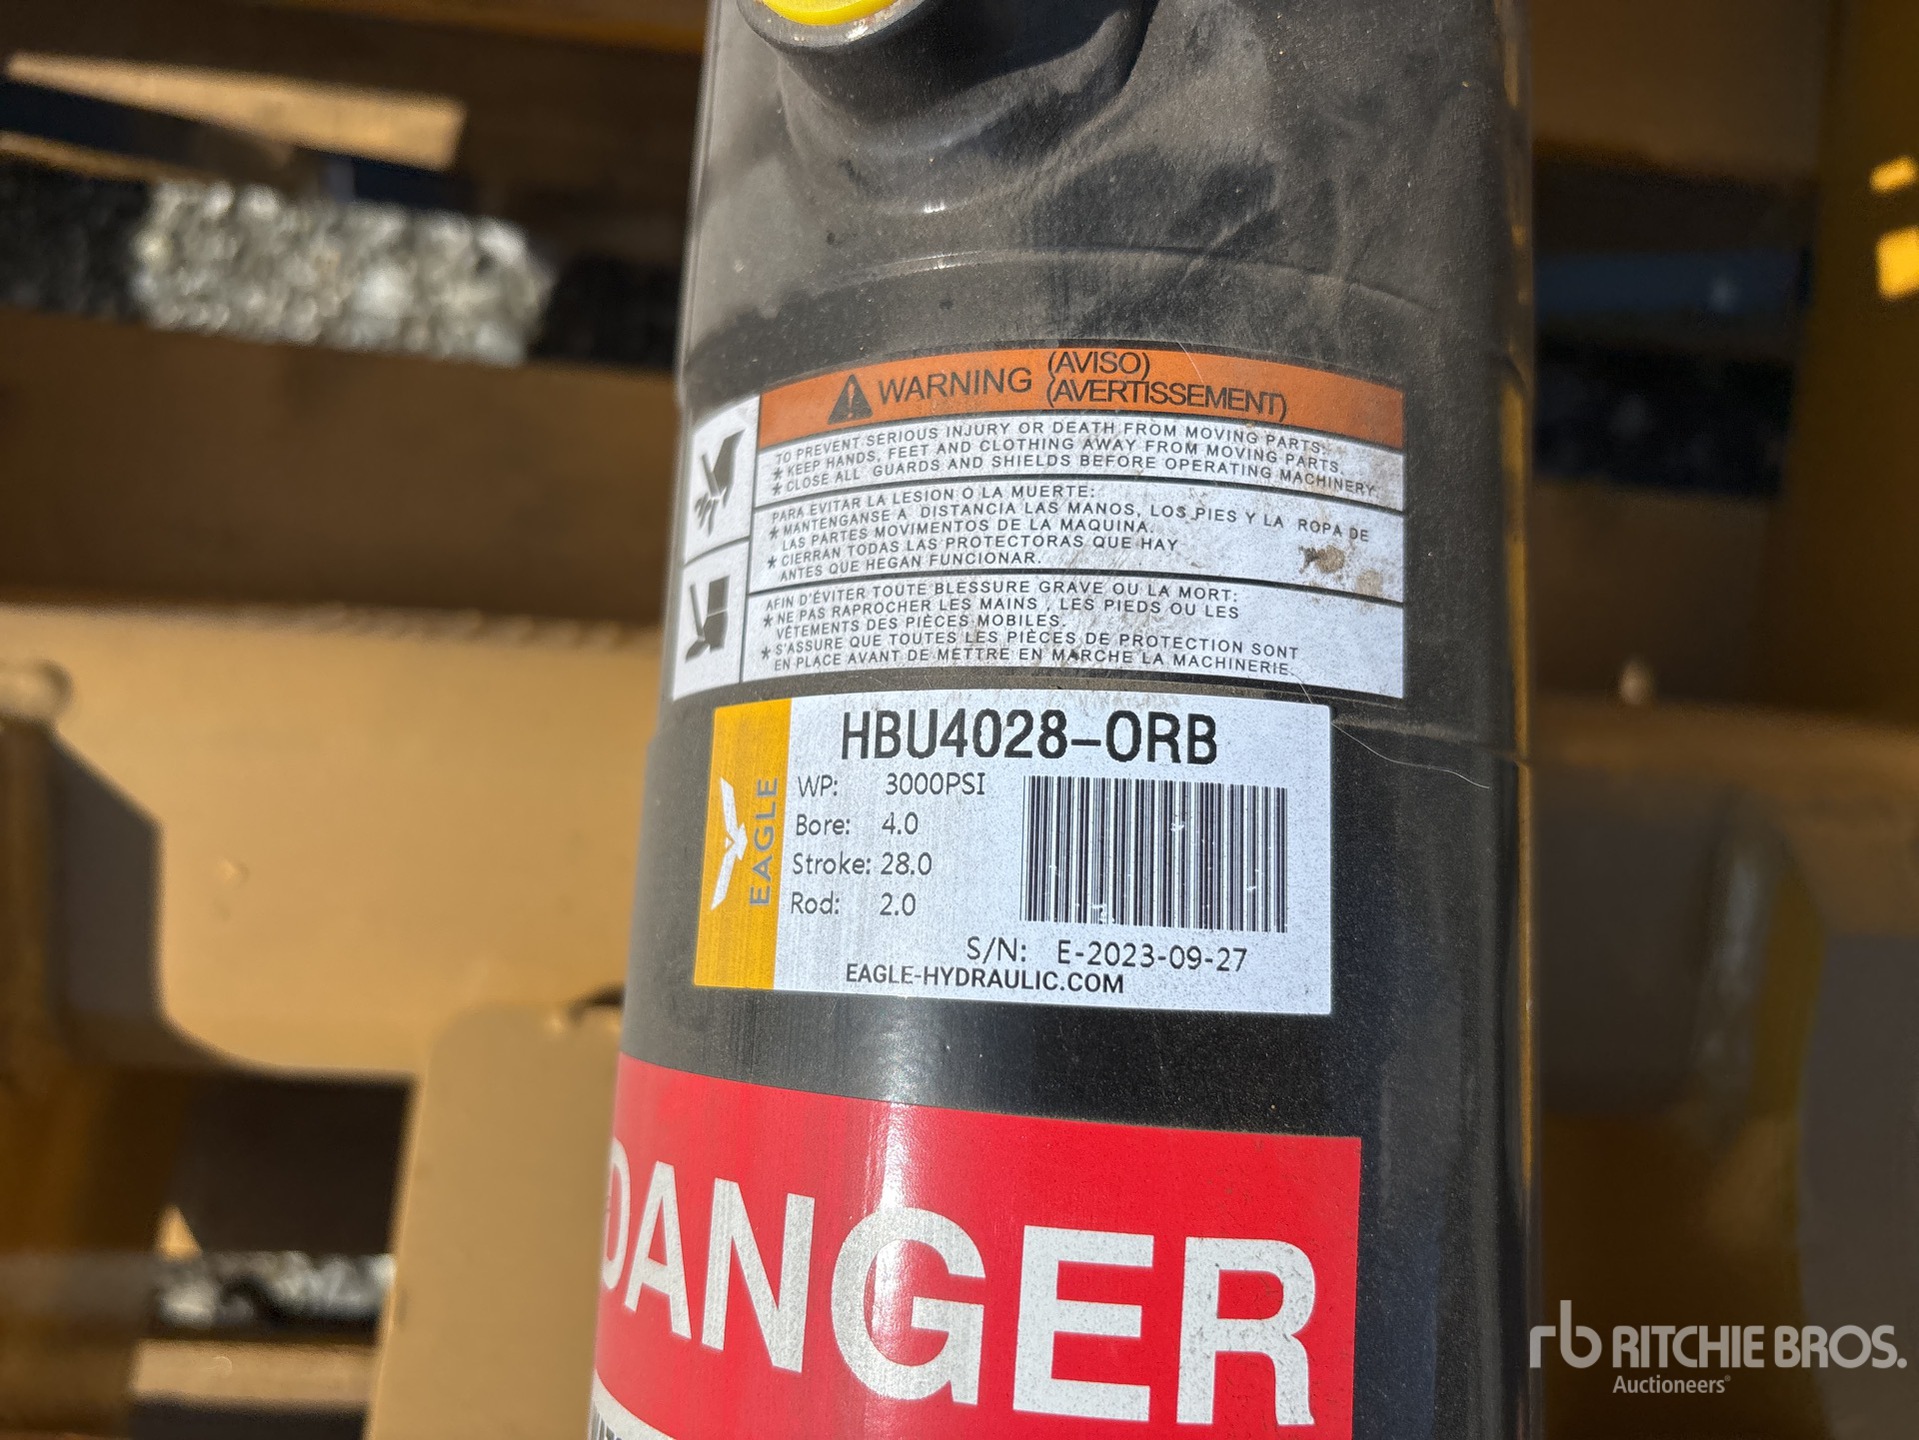 WARNING (AVISO)
(AVERTISSEMENT)
TO PREVENT SERIOUS INJURY OR DEATH FROM MOVING PARTS:
* KEEP HANDS, FEET AND CLOTHING AWAY FROM MOVING PARTS.
* CLOSE ALL GUARDS AND SHIELDS BEFORE OPERATING MACHINERY
PARA EVITAR LA LESION O LA MUERTE:
* MANTENGANSE A DISTANCIA LAS MANOS, LOS PIES Y LA ROPA DE
LAS PARTES MOVIMENTOS DE LA MAQUINA.
* CIERRAN TODAS LAS PROTECTORAS QUE HAY
ANTES QUE HEGAN FUNCIONAR.
AFIN D'ÉVITER TOUTE BLESSURE GRAVE OU LA MORT:
* NE PAS RAPROCHER LES MAINS , LES PIEDS OU LES
VÊTEMENTS DES PIÈCES MOBILES.
* S'ASSURE QUE TOUTES LES PIÈCES DE PROTECTION SONT
EN PLACE AVANT DE METTRE EN MARCHE LA MACHINERIE.
EAGLE
HBU4028-ORB
WP: 3000PSI
Bore: 4.0
Stroke: 28.0
Rod: 2.0
S/N: E-2023-09-27
EAGLE-HYDRAULIC.COM
DANGER
rb RITCHIE BROS.
Auctioneers®